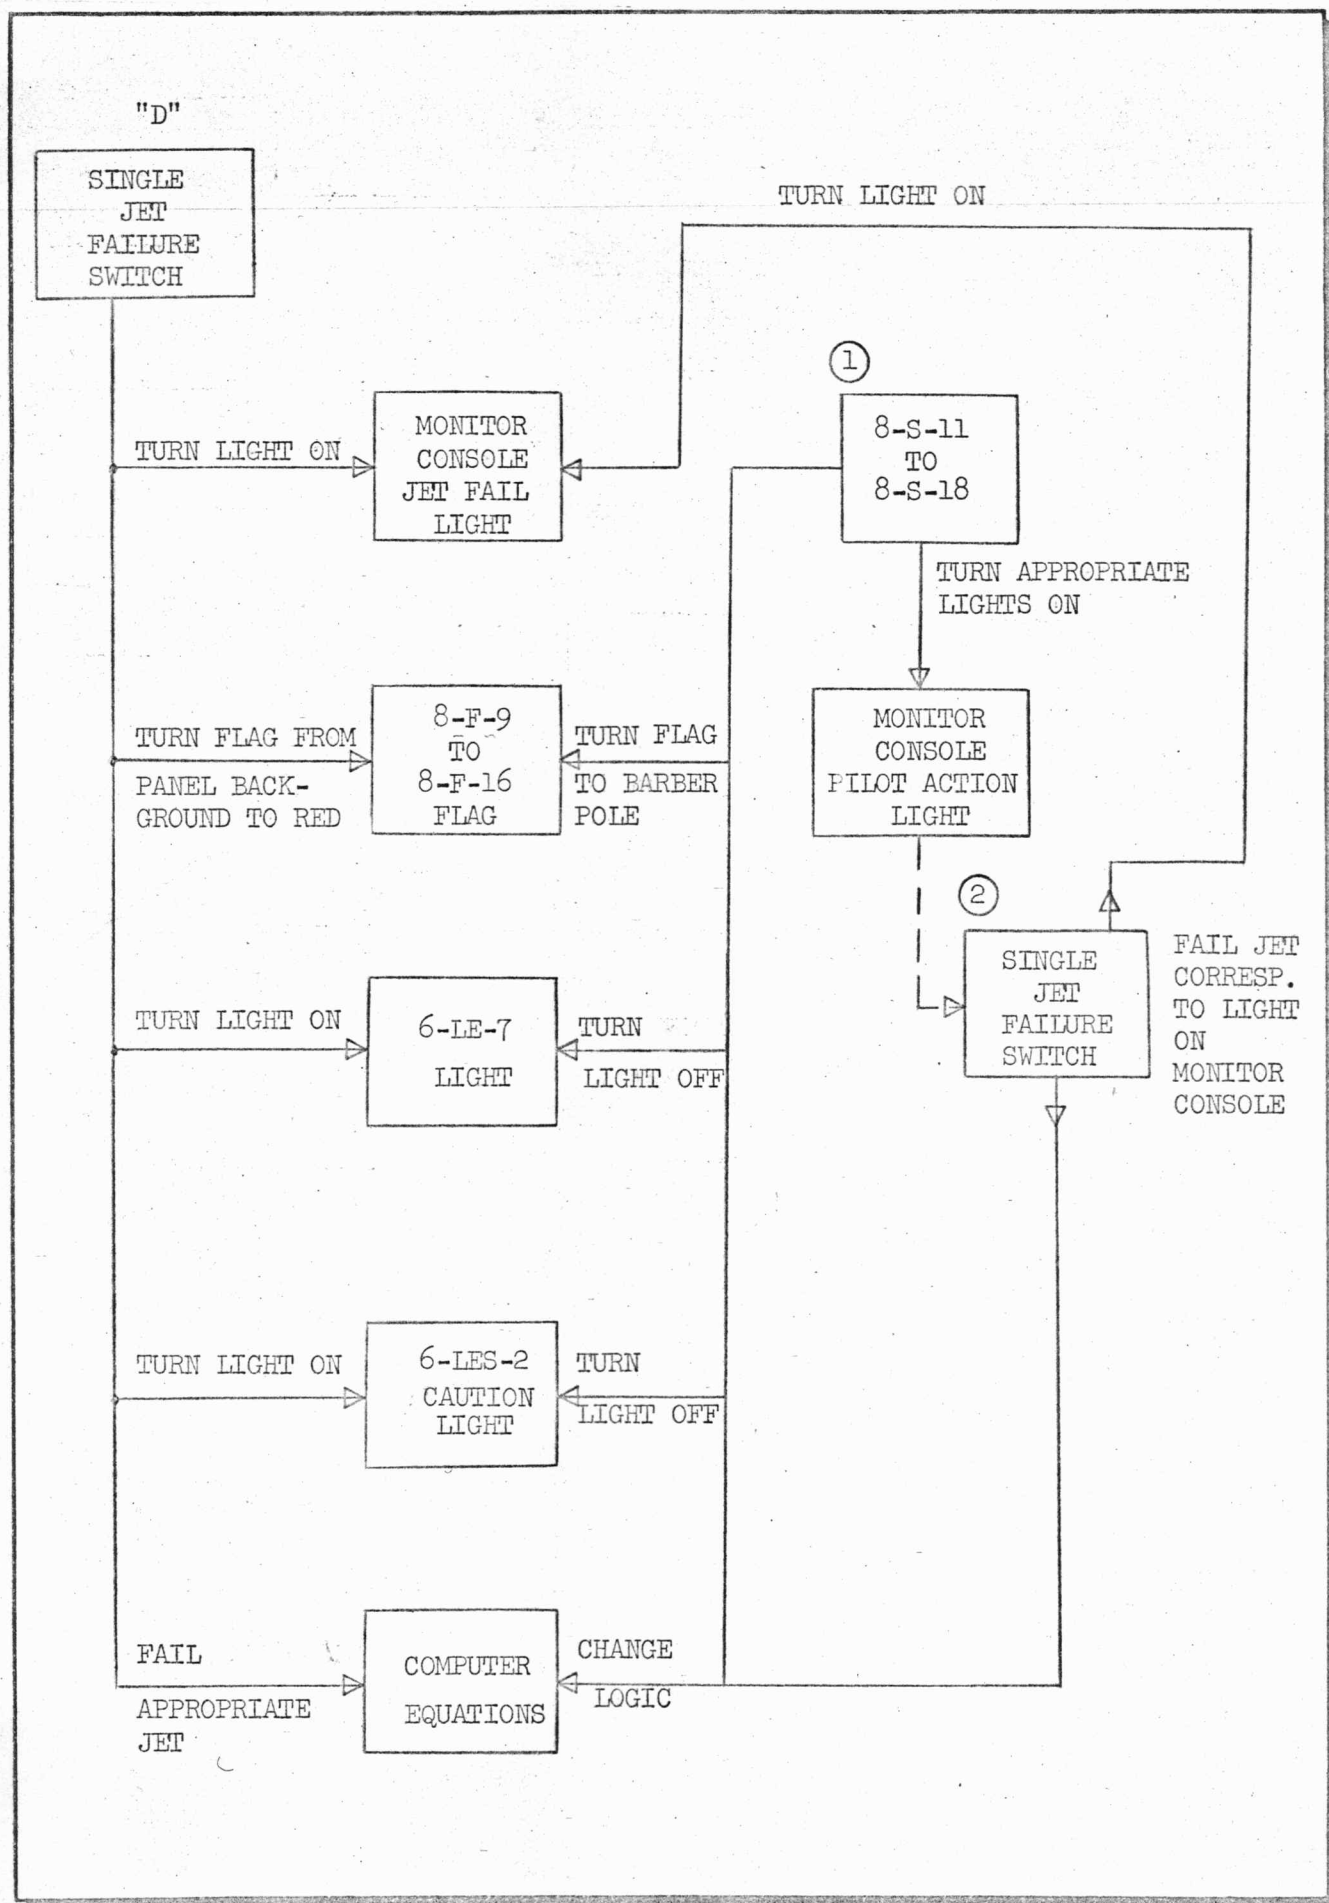 "D"
SINGLE
JET
FAILURE
SWITCH
TURN LIGHT ON
1
8-S-11
TO
8-S-18
TURN LIGHT ON
MONITOR
CONSOLE
JET FAIL
LIGHT
TURN APPROPRIATE
LIGHTS ON
TURN FLAG FROM
PANEL BACK-
GROUND TO RED
8-F-9
TO
8-F-16
FLAG
TURN FLAG
TO BARBER
POLE
MONITOR
CONSOLE
PILOT ACTION
LIGHT
2
SINGLE
JET
FAILURE
SWITCH
FAIL JET
CORRESP.
TO LIGHT
ON
MONITOR
CONSOLE
TURN LIGHT ON
6-LE-7
LIGHT
TURN
LIGHT OFF
TURN LIGHT ON
6-LES-2
CAUTION
LIGHT
TURN
LIGHT OFF
FAIL
APPROPRIATE
JET
COMPUTER
EQUATIONS
CHANGE
LOGIC